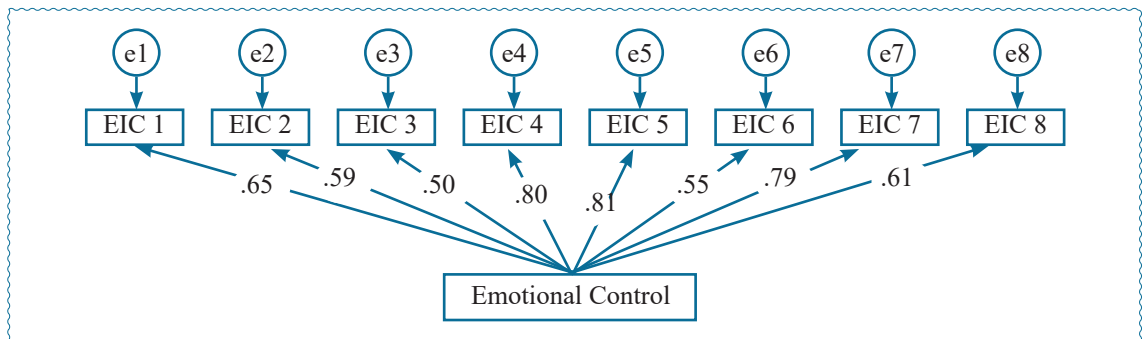 e1 e2 e3 e4 e5 e6 e7 e8
EIC 1 EIC 2 EIC 3 EIC 4 EIC 5 EIC 6 EIC 7 EIC 8
.65 .59 .50 .80 .81 .55 .79 .61
Emotional Control